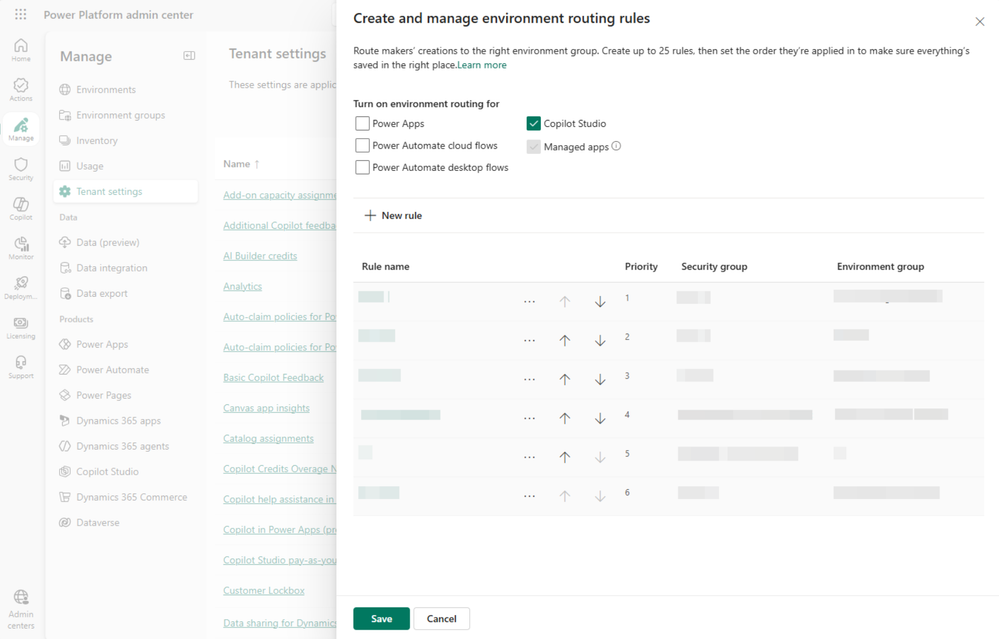 Power Platform admin center
Home
Actions
Manage
Security
Copilot
Monitor
Deploym...
Licensing
Support
Admin
centers
Manage
Environments
Environment groups
Inventory
Usage
Tenant settings
Data
Data (preview)
Data integration
Data export
Products
Power Apps
Power Automate
Power Pages
Dynamics 365 apps
Dynamics 365 agents
Copilot Studio
Dynamics 365 Commerce
Dataverse
Tenant settings
These settings are applic
Name ↑
Add-on capacity assignme
Additional Copilot feedba
AI Builder credits
Analytics
Auto-claim policies for Po
Auto-claim policies for Po
Basic Copilot Feedback
Canvas app insights
Catalog assignments
Copilot Credits Overage N
Copilot help assistance in
Copilot in Power Apps (pr
Copilot Studio pay-as-you
Customer Lockbox
Data sharing for Dynamics
Create and manage environment routing rules
Route makers' creations to the right environment group. Create up to 25 rules, then set the order they're applied in to make sure everything's
saved in the right place.Learn more
Turn on environment routing for
Power Apps
Copilot Studio
Power Automate cloud flows
Managed apps
Power Automate desktop flows
New rule
Rule name Priority Security group Environment group
1
2
3
4
5
6
Save Cancel